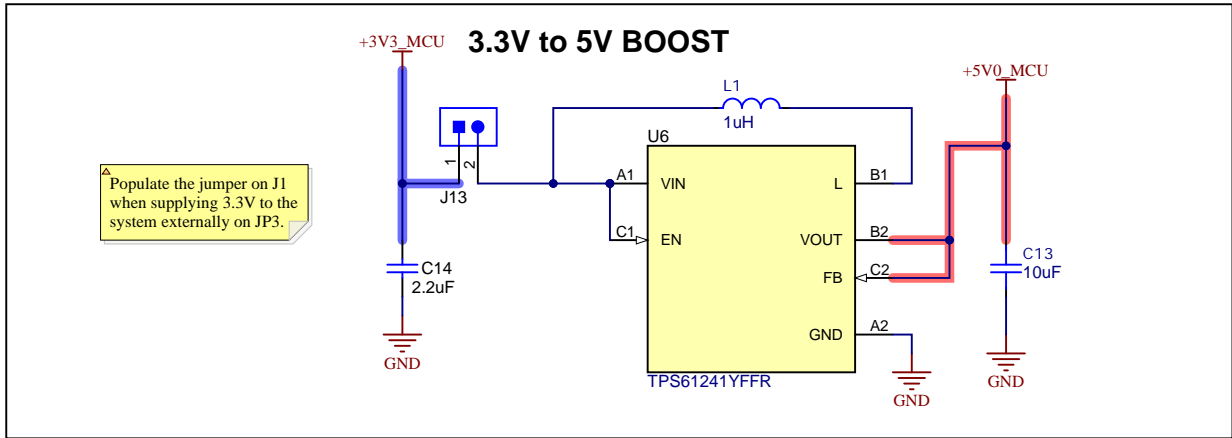 3.3V to 5V BOOST
+3V3_MCU
+5V0_MCU
L1
1uH
U6
1
2
J13
Populate the jumper on J1
when supplying 3.3V to the
system externally on JP3.
A1
VIN
L
B1
C1
EN
VOUT
B2
FB
C2
C14
2.2uF
C13
10uF
GND
A2
GND
TPS61241YFFR
GND
GND